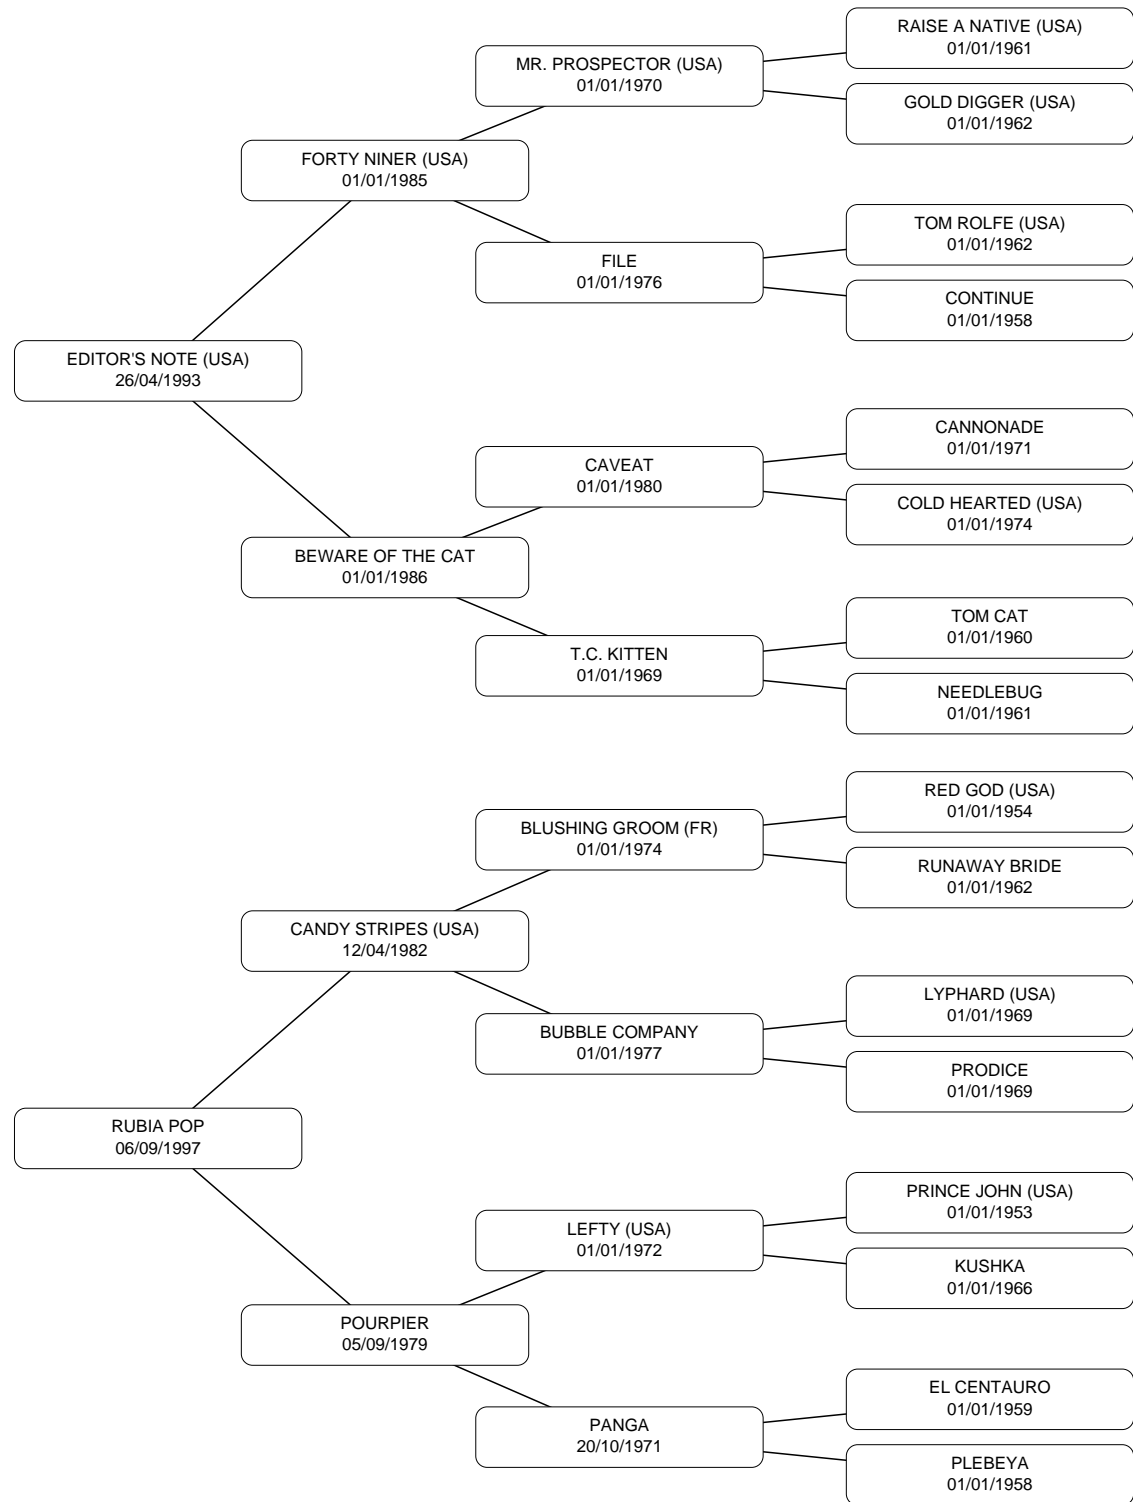 RAISE A NATIVE (USA)
01/01/1961
MR. PROSPECTOR (USA)
01/01/1970
GOLD DIGGER (USA)
01/01/1962
FORTY NINER (USA)
01/01/1985
TOM ROLFE (USA)
01/01/1962
FILE
01/01/1976
CONTINUE
01/01/1958
EDITOR'S NOTE (USA)
26/04/1993
CANNONADE
01/01/1971
CAVEAT
01/01/1980
COLD HEARTED (USA)
01/01/1974
BEWARE OF THE CAT
01/01/1986
TOM CAT
01/01/1960
T.C. KITTEN
01/01/1969
NEEDLEBUG
01/01/1961
RED GOD (USA)
01/01/1954
BLUSHING GROOM (FR)
01/01/1974
RUNAWAY BRIDE
01/01/1962
CANDY STRIPES (USA)
12/04/1982
LYPHARD (USA)
01/01/1969
BUBBLE COMPANY
01/01/1977
PRODICE
01/01/1969
RUBIA POP
06/09/1997
PRINCE JOHN (USA)
01/01/1953
LEFTY (USA)
01/01/1972
KUSHKA
01/01/1966
POURPIER
05/09/1979
EL CENTAURO
01/01/1959
PANGA
20/10/1971
PLEBEYA
01/01/1958